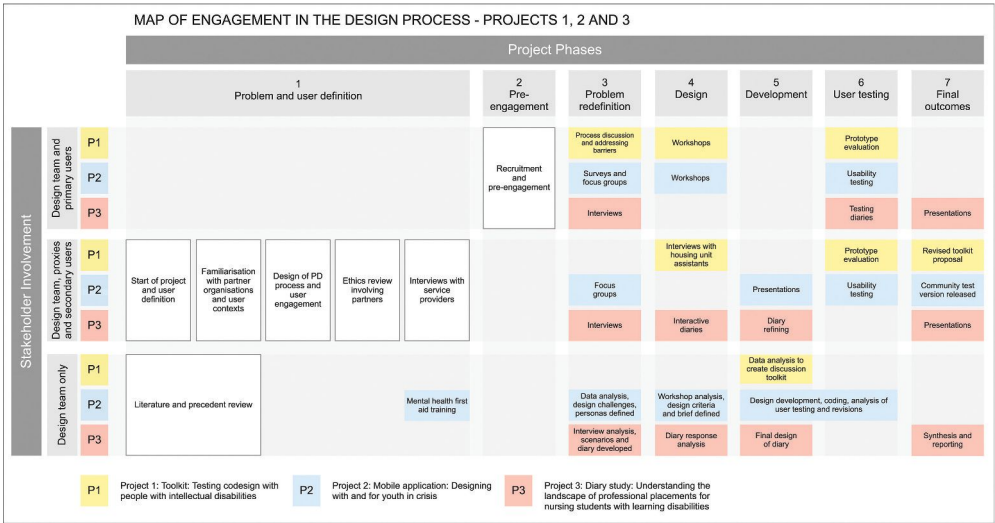 MAP OF ENGAGEMENT IN THE DESIGN PROCESS - PROJECTS 1, 2 AND 3
Project Phases
1
Problem and user definition
2
Pre-
engagement
3
Problem
redefinition
4
Design
5
Development
6
User testing
7
Final
outcomes
Stakeholder Involvement
Design team and
primary users
P1
Recruitment
and
pre-engagement
Process discussion
and addressing
barriers
Workshops
Prototype
evaluation
P2
Surveys and
focus groups
Workshops
Usability
testing
P3
Interviews
Testing
diaries
Presentations
Design team, proxies
and secondary users
Start of project
and user
definition
Familiarisation
with partner
organisations
and user
contexts
Design of PD
process and
user
engagement
Ethics review
involving
partners
Interviews with
service
providers
P1
Interviews with
housing unit
assistants
Prototype
evaluation
Revised toolkit
proposal
P2
Focus
groups
Presentations
Usability
testing
Community test
version released
P3
Interviews
Interactive
diaries
Diary
refining
Presentations
Design team only
Literature and precedent review
P1
Data analysis to
create discussion
toolkit
P2
Mental health first
aid training
Data analysis,
design challenges,
personas defined
Workshop analysis,
design criteria
and brief defined
Design development, coding, analysis of
user testing and revisions
P3
Interview analysis,
scenarios and
diary developed
Diary response
analysis
Final design
of diary
Synthesis and
reporting
P1
Project 1: Toolkit: Testing codesign with
people with intellectual disabilities
P2
Project 2: Mobile application: Designing
with and for youth in crisis
P3
Project 3: Diary study: Understanding the
landscape of professional placements for
nursing students with learning disabilities